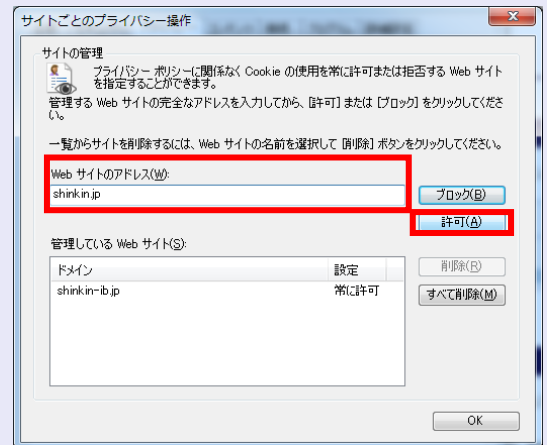 サイトごとのプライバシー操作
サイトの管理
プライバシー ポリシーに関係なく Cookie の使用を常に許可または拒否する Web サイト
を指定することができます。
管理する Web サイトの完全なアドレスを入力してから、[許可] または [ブロック] をクリックしてくださ
い。
一覧からサイトを削除するには、Web サイトの名前を選択して [削除] ボタンをクリックしてください。
Web サイトのアドレス(W):
shinkin.jp
ブロック(B)
許可(A)
管理している Web サイト(S):
ドメイン 設定
削除(R)
shinkin-ib.jp 常に許可
すべて削除(M)
OK